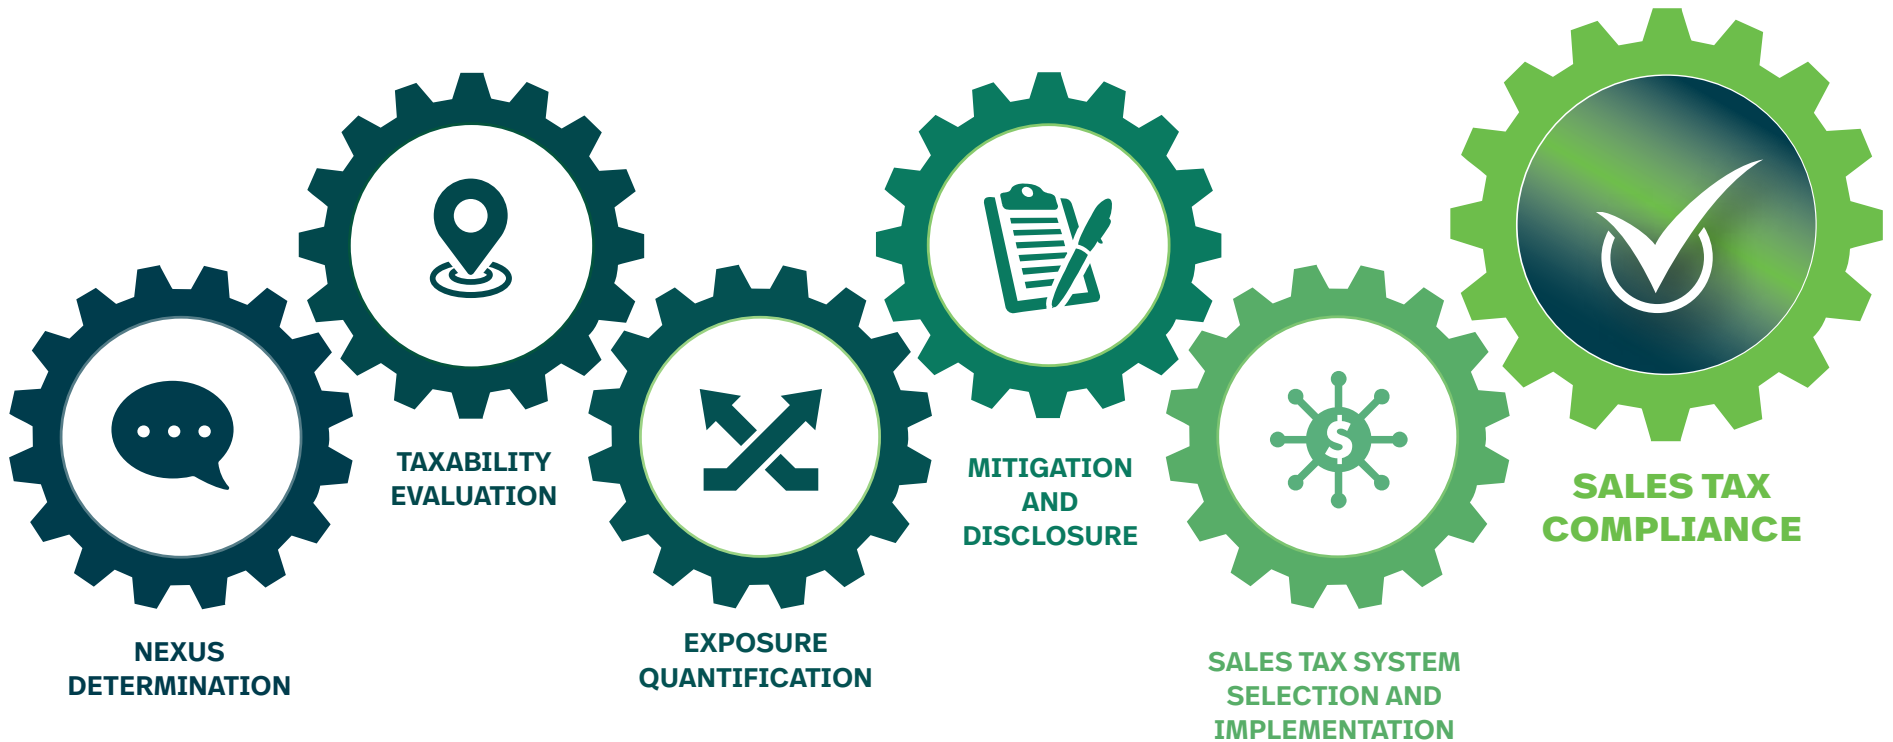 NEXUS
DETERMINATION
TAXABILITY
EVALUATION
EXPOSURE
QUANTIFICATION
MITIGATION
AND
DISCLOSURE
SALES TAX SYSTEM
SELECTION AND
IMPLEMENTATION
SALES TAX
COMPLIANCE